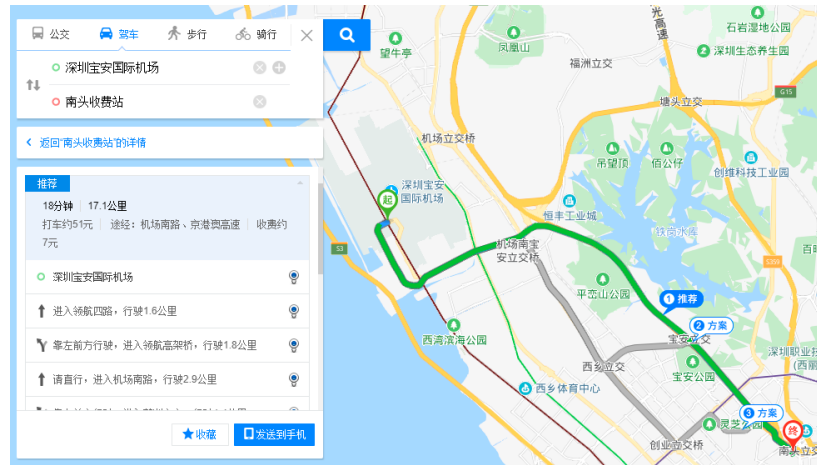 公交
驾车
步行
骑行
深圳宝安国际机场
南头收费站
返回"南头收费站"的详情
推荐
18分钟 | 17.1公里
打车约51元 | 途经：机场南路、京港澳高速 | 收费约
7元
深圳宝安国际机场
进入领航四路，行驶1.6公里
靠左前方行驶，进入领航高架桥，行驶1.8公里
请直行，进入机场南路，行驶2.9公里
收藏
发送到手机
望牛亭
凤凰山
福洲立交
光
高
速
石岩湿地公园
深圳生态养生园
G15
塘头立交
机场立交桥
吊望顶
佰公仔
创维科技工业园
起
深圳宝安
国际机场
恒丰工业城
铁岗水库
S3
机场南宝
安立交桥
S359
百旺
平峦山公园
1 推荐
2 方案
西湾滨海公园
宝安立交
深圳职业技
(西丽
西乡立交
宝安公园
西乡体育中心
3 方案
灵芝公园
终
创业立交桥
南头立交